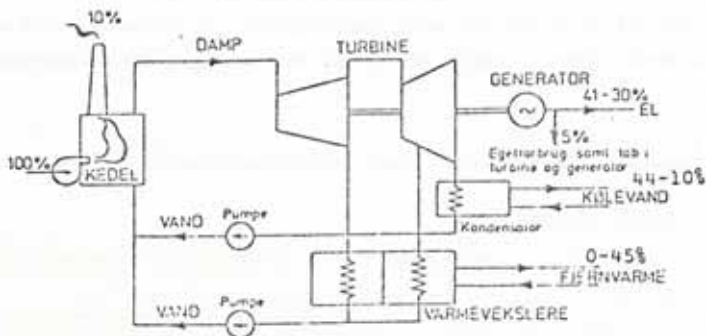 10%
DAMP
TURBINE
GENERATOR
41-30%
EL
5%
Egetforbrug samt tab i
turbine og generator
100%
KEDEL
44-10%
KØLEVAND
VAND
Pumpe
Kondensator
0-45%
FJERNVARME
VAND
Pumpe
VARMEVEKSLERE